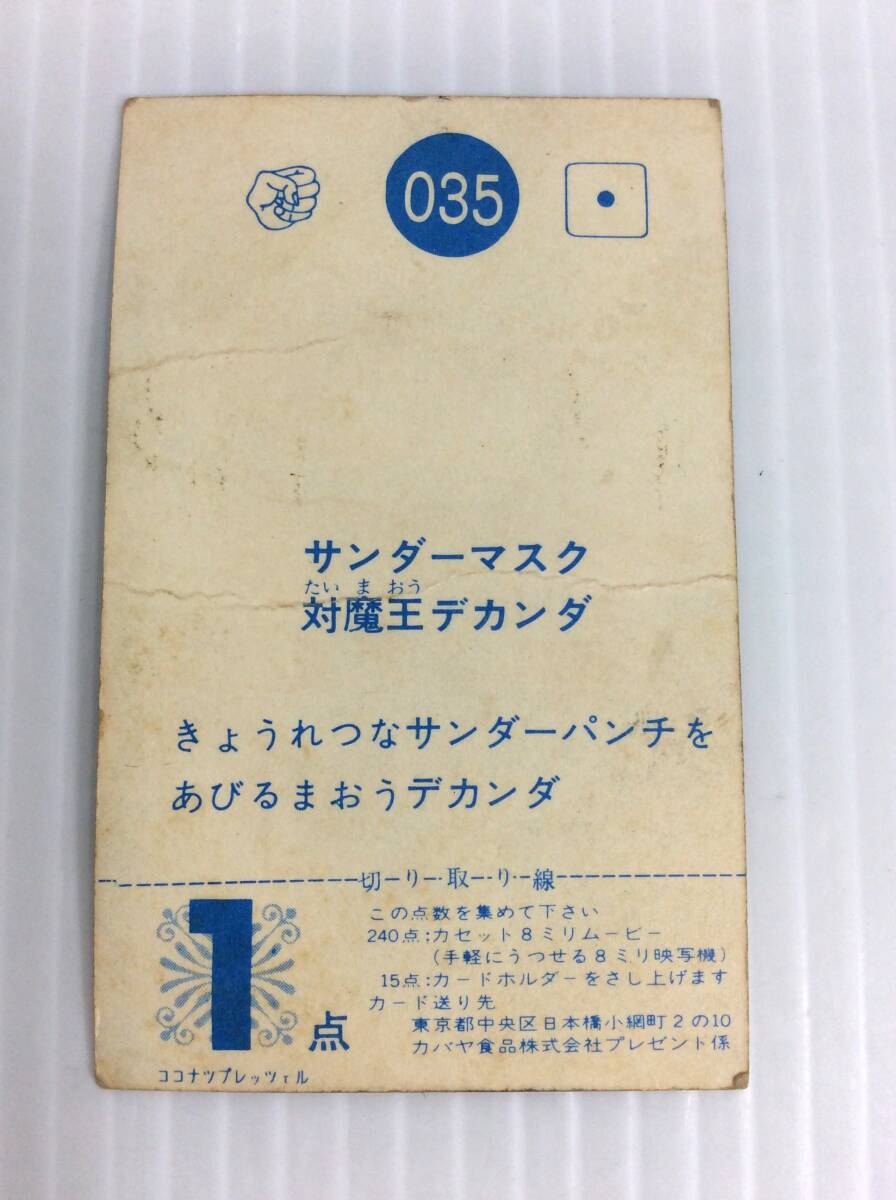 035
サンダーマスク
たいまおう
対魔王デカンダ
きょうれつなサンダーパンチを
あびるまおうデカンダ
切り取り線
1点
ココナツプレッツェル
この点数を集めて下さい
240点;カセット8ミリムービー
(手軽にうつせる8ミリ映写機)
15点:カードホルダーをさし上げます
カード送り先
東京都中央区日本橋小網町2の10
カバヤ食品株式会社プレゼント係